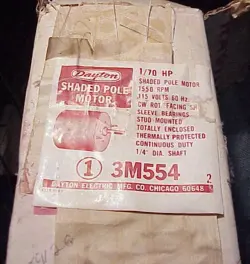 Dayton
SHADED POLE
MOTOR
1/70 HP
SHADED POLE MOTOR
1550 RPM
115 VOLTS 60 Hz.
CW ROT. FACING SH.
SLEEVE BEARINGS
STUD MOUNTED
TOTALLY ENCLOSED
THERMALLY PROTECTED
CONTINUOUS DUTY
1/4" DIA. SHAFT
1 3M554 2
DAYTON ELECTRIC MFG. CO. CHICAGO 60648